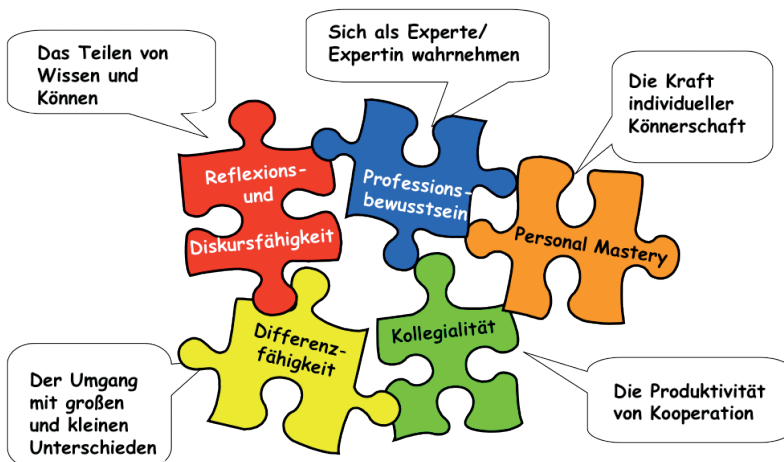 Das Teilen von
Wissen und
Können
Sich als Experte/
Expertin wahrnehmen
Die Kraft
individueller
Könnerschaft
Reflexions-
und
Diskursfähigkeit
Professions-
bewusstsein
Personal Mastery
Differenz-
fähigkeit
Kollegialität
Der Umgang
mit großen
und kleinen
Unterschieden
Die Produktivität
von Kooperation